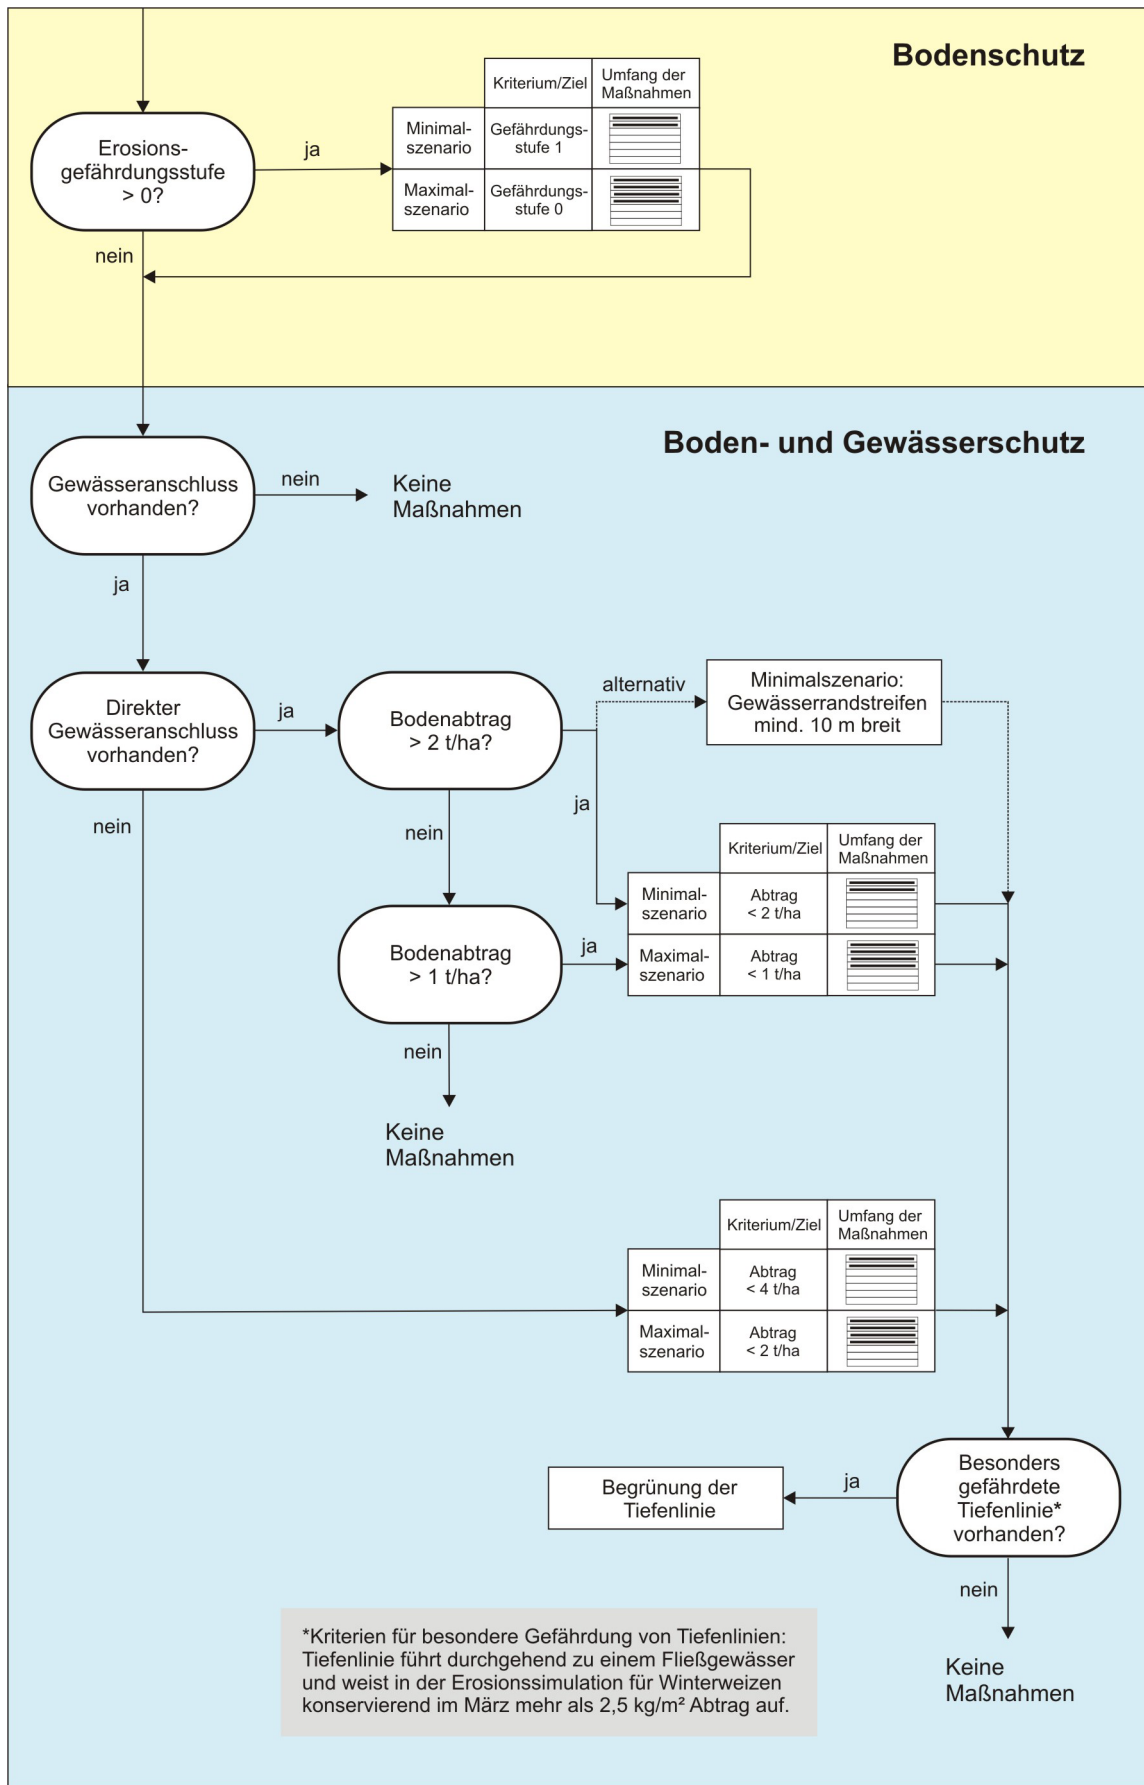 Bodenschutz
Kriterium/Ziel
Umfang der
Maßnahmen
Erosions-
gefährdungsstufe
> 0?
ja
Minimal-
szenario
Gefährdungs-
stufe 1
Maximal-
szenario
Gefährdungs-
stufe 0
nein
Boden- und Gewässerschutz
Gewässeranschluss
vorhanden?
nein
Keine
Maßnahmen
ja
Direkter
Gewässeranschluss
vorhanden?
ja
Bodenabtrag
> 2 t/ha?
alternativ
Minimalszenario:
Gewässerrandstreifen
mind. 10 m breit
ja
nein
nein
Kriterium/Ziel
Umfang der
Maßnahmen
Minimal-
szenario
Abtrag
< 2 t/ha
Bodenabtrag
> 1 t/ha?
ja
Maximal-
szenario
Abtrag
< 1 t/ha
nein
Keine
Maßnahmen
Kriterium/Ziel
Umfang der
Maßnahmen
Minimal-
szenario
Abtrag
< 4 t/ha
Maximal-
szenario
Abtrag
< 2 t/ha
Besonders
gefährdete
Tiefenlinie*
vorhanden?
ja
Begrünung der
Tiefenlinie
nein
Keine
Maßnahmen
*Kriterien für besondere Gefährdung von Tiefenlinien:
Tiefenlinie führt durchgehend zu einem Fließgewässer
und weist in der Erosionssimulation für Winterweizen
konservierend im März mehr als 2,5 kg/m² Abtrag auf.